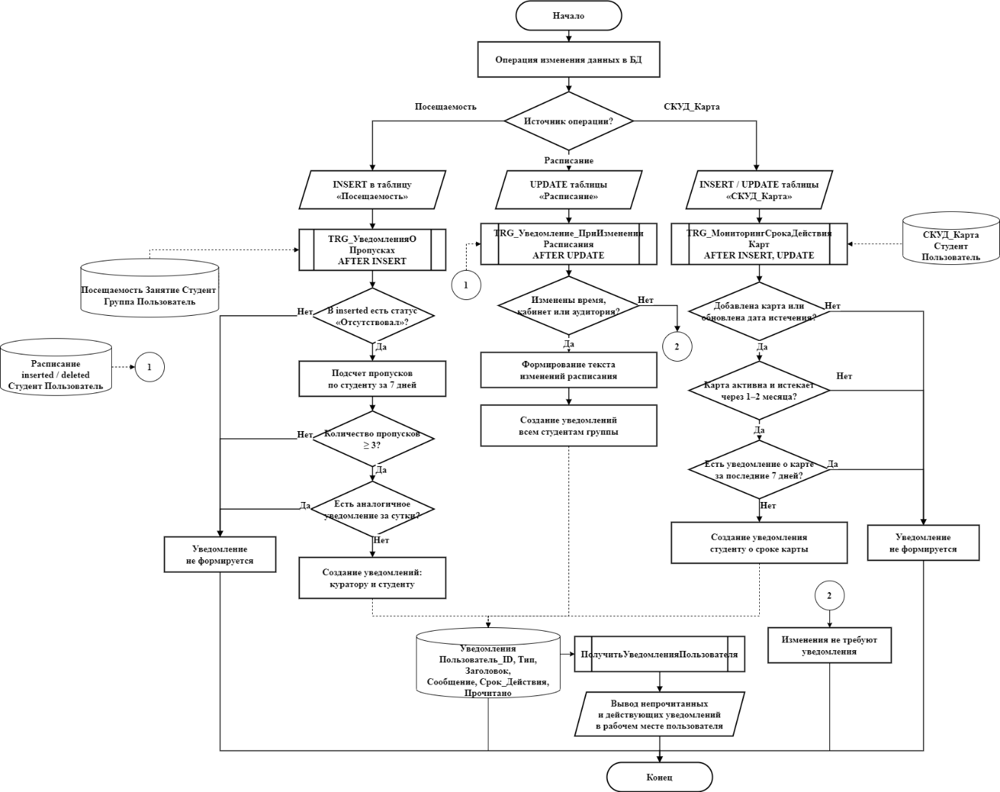 Начало
Операция изменения данных в БД
Посещаемость
СКУД_Карта
Источник операции?
Расписание
INSERT в таблицу
«Посещаемость»
UPDATE таблицы
«Расписание»
INSERT / UPDATE таблицы
«СКУД_Карта»
TRG_УведомленияО
Пропусках
AFTER INSERT
TRG_Уведомление_ПриИзменении
Расписания
AFTER UPDATE
TRG_МониторингСрокаДействия
Карт
AFTER INSERT, UPDATE
СКУД_Карта
Студент
Пользователь
Посещаемость Занятие Студент
Группа Пользователь
1
Нет
В inserted есть статус
«Отсутствовал»?
Да
Изменены время,
кабинет или аудитория?
Нет
Да
2
Добавлена карта или
обновлена дата истечения?
Нет
Да
Расписание
inserted / deleted
Студент Пользователь
1
Подсчет пропусков
по студенту за 7 дней
Формирование текста
изменений расписания
Карта активна и истекает
через 1–2 месяца?
Нет
Да
Создание уведомлений
всем студентам группы
Нет
Количество пропусков
≥ 3?
Да
Есть уведомление о карте
за последние 7 дней?
Да
Нет
Да
Есть аналогичное
уведомление за сутки?
Нет
Уведомление
не формируется
Создание уведомлений:
куратору и студенту
Создание уведомления
студенту о сроке карты
Уведомление
не формируется
2
Уведомления
Пользователь_ID, Тип,
Заголовок,
Сообщение, Срок_Действия,
Прочитано
ПолучитьУведомленияПользователя
Изменения не требуют
уведомления
Вывод непрочитанных
и действующих уведомлений
в рабочем месте пользователя
Конец